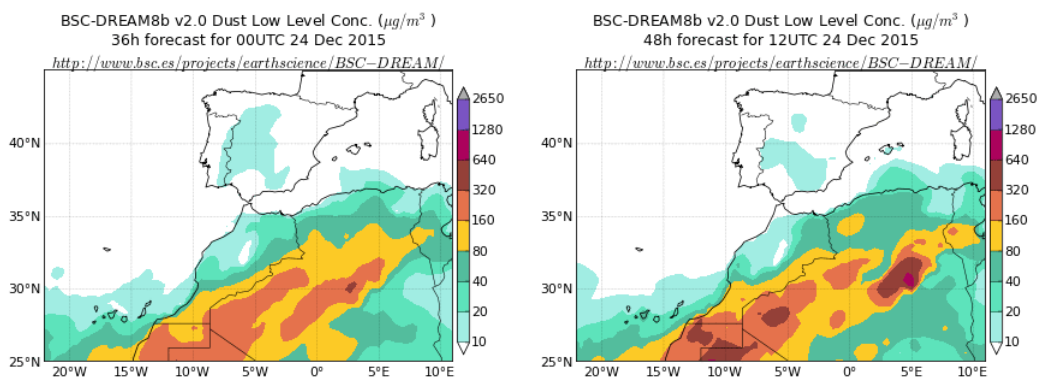 BSC-DREAM8b v2.0 Dust Low Level Conc. (μg/m³ )
36h forecast for 00UTC 24 Dec 2015
http://www.bsc.es/projects/earthscience/BSC−DREAM/
40°N
35°N
30°N
25°N
20°W 15°W 10°W 5°W 0°E 5°E 10°E
2650
1280
640
320
160
80
40
20
10
BSC-DREAM8b v2.0 Dust Low Level Conc. (μg/m³ )
48h forecast for 12UTC 24 Dec 2015
http://www.bsc.es/projects/earthscience/BSC−DREAM/
40°N
35°N
30°N
25°N
20°W 15°W 10°W 5°W 0°E 5°E 10°E
2650
1280
640
320
160
80
40
20
10